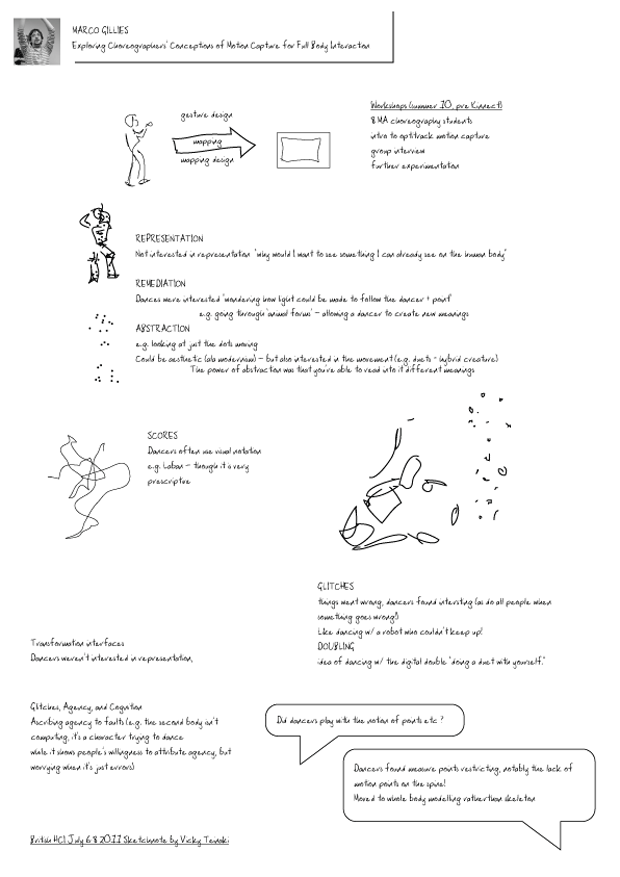 MARCO GILLIES
Exploring Choreographers' Conceptions of Motion Capture for Full Body Interaction
gesture design
mapping
mapping design
Workshops (summer 10, pre Kinnect)
8 MA choreography students
intro to optitrack motion capture
group interview
further experimentation
REPRESENTATION
Not interested in representation "why would I want to see something I can already see on the human body"
REMEDIATION
Dances were interested 'wondering how light could be made to follow the dancer + point'
e.g. going through 'animal forms' - allowing a dancer to create new meanings
ABSTRACTION
e.g. looking at just the dots moving
Could be aesthetic (ala modernism) - but also interested in the movement (e.g. duets = hybrid creature)
The power of abstraction was that you're able to read into it different meanings
SCORES
Dancers often use visual notation
e.g. Laban - though it is very
prescriptive
GLITCHES
things went wrong, dancers found intersting (as do all people when
something goes wrong!)
Like dancing w/ a robot who couldn't keep up!
DOUBLING
idea of dancing w/ the digital double "doing a duet with yourself."
Transformation interfaces
Dancers weren't interested in representation,
Glitches, Agency, and Cognition
Ascribing agency to faults (e.g. the second body isn't
computing, it's a character trying to dance
while it shows people's willingness to attribute agency, but
worrying when it's just errors)
Did dancers play with the notion of points etc ?
Dancers found measure points restricting, notably the lack of
motion points on the spine!
Moved to whole body modelling ratherthan skeleton
British HCI July 6 8 2011 Sketchnote by Vicky Teinaki